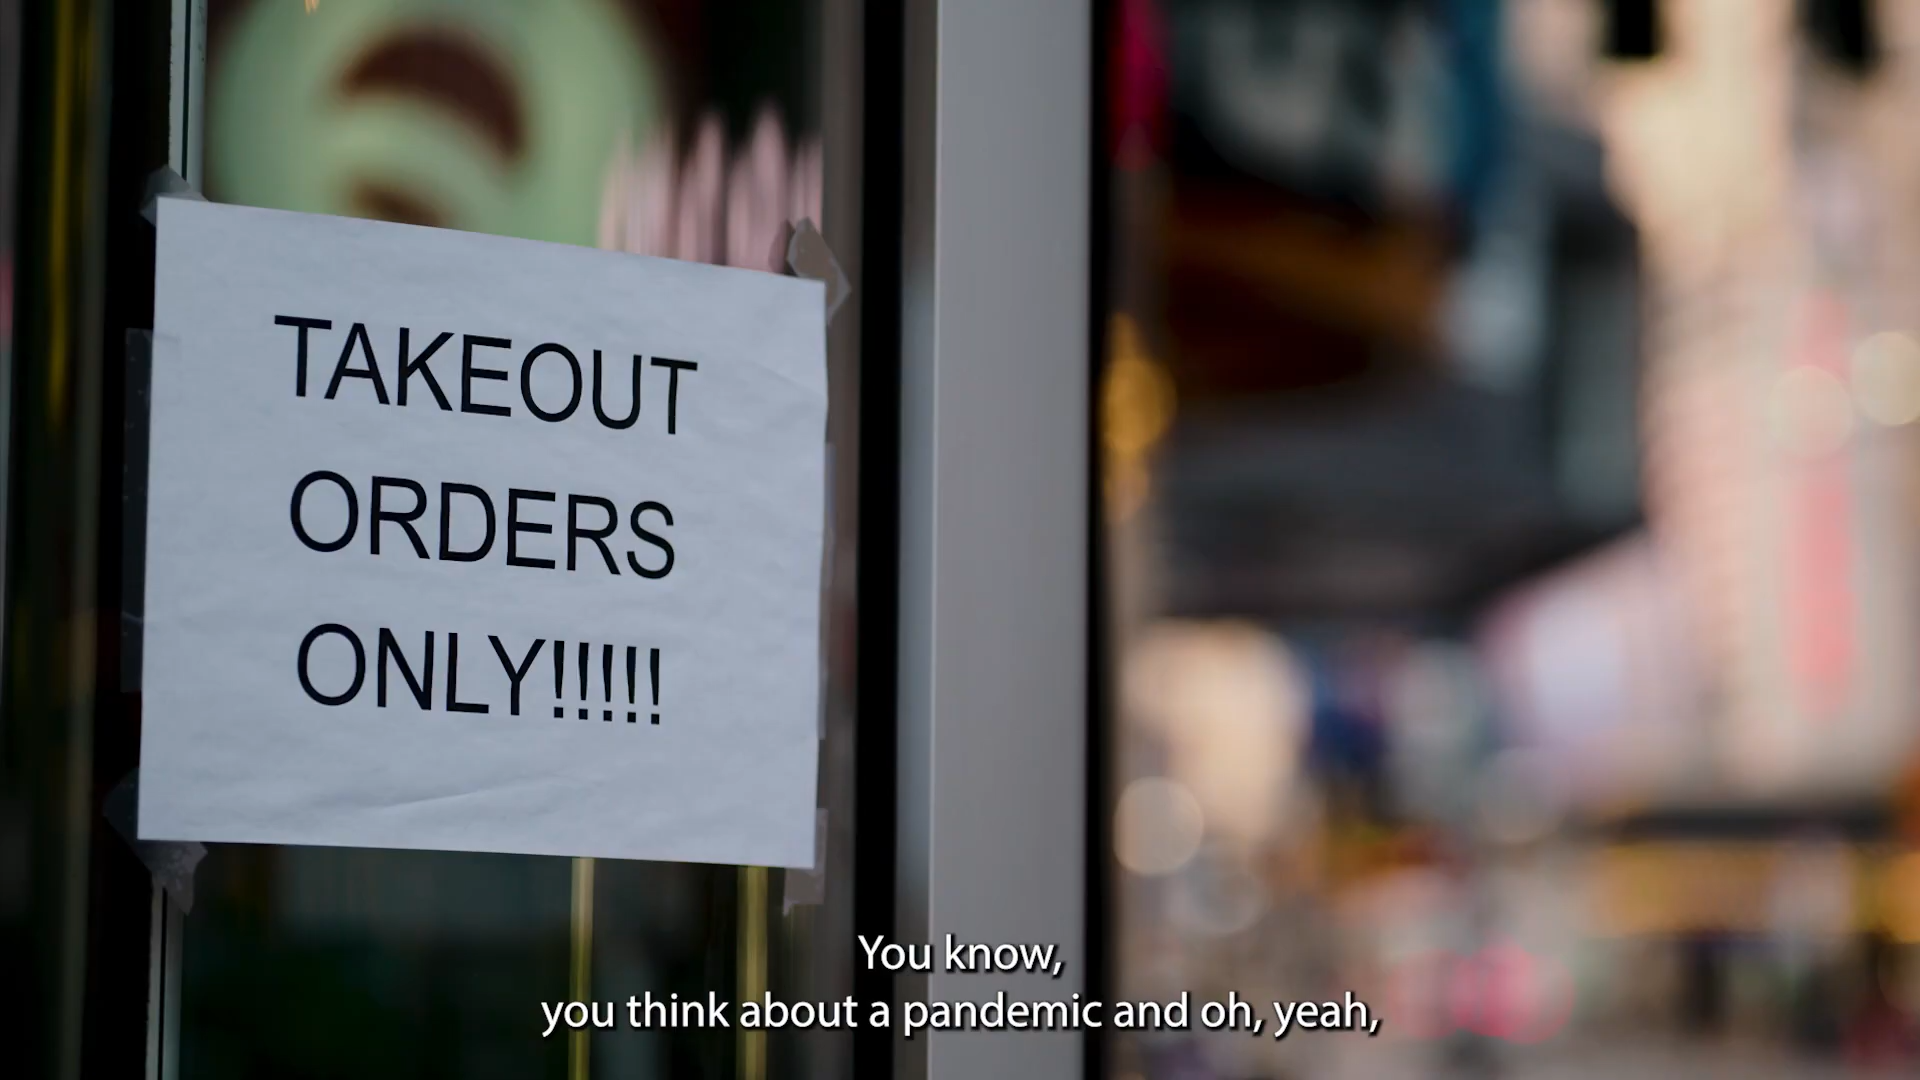 TAKEOUT
ORDERS
ONLY!!!!!
You know,
you think about a pandemic and oh, yeah,